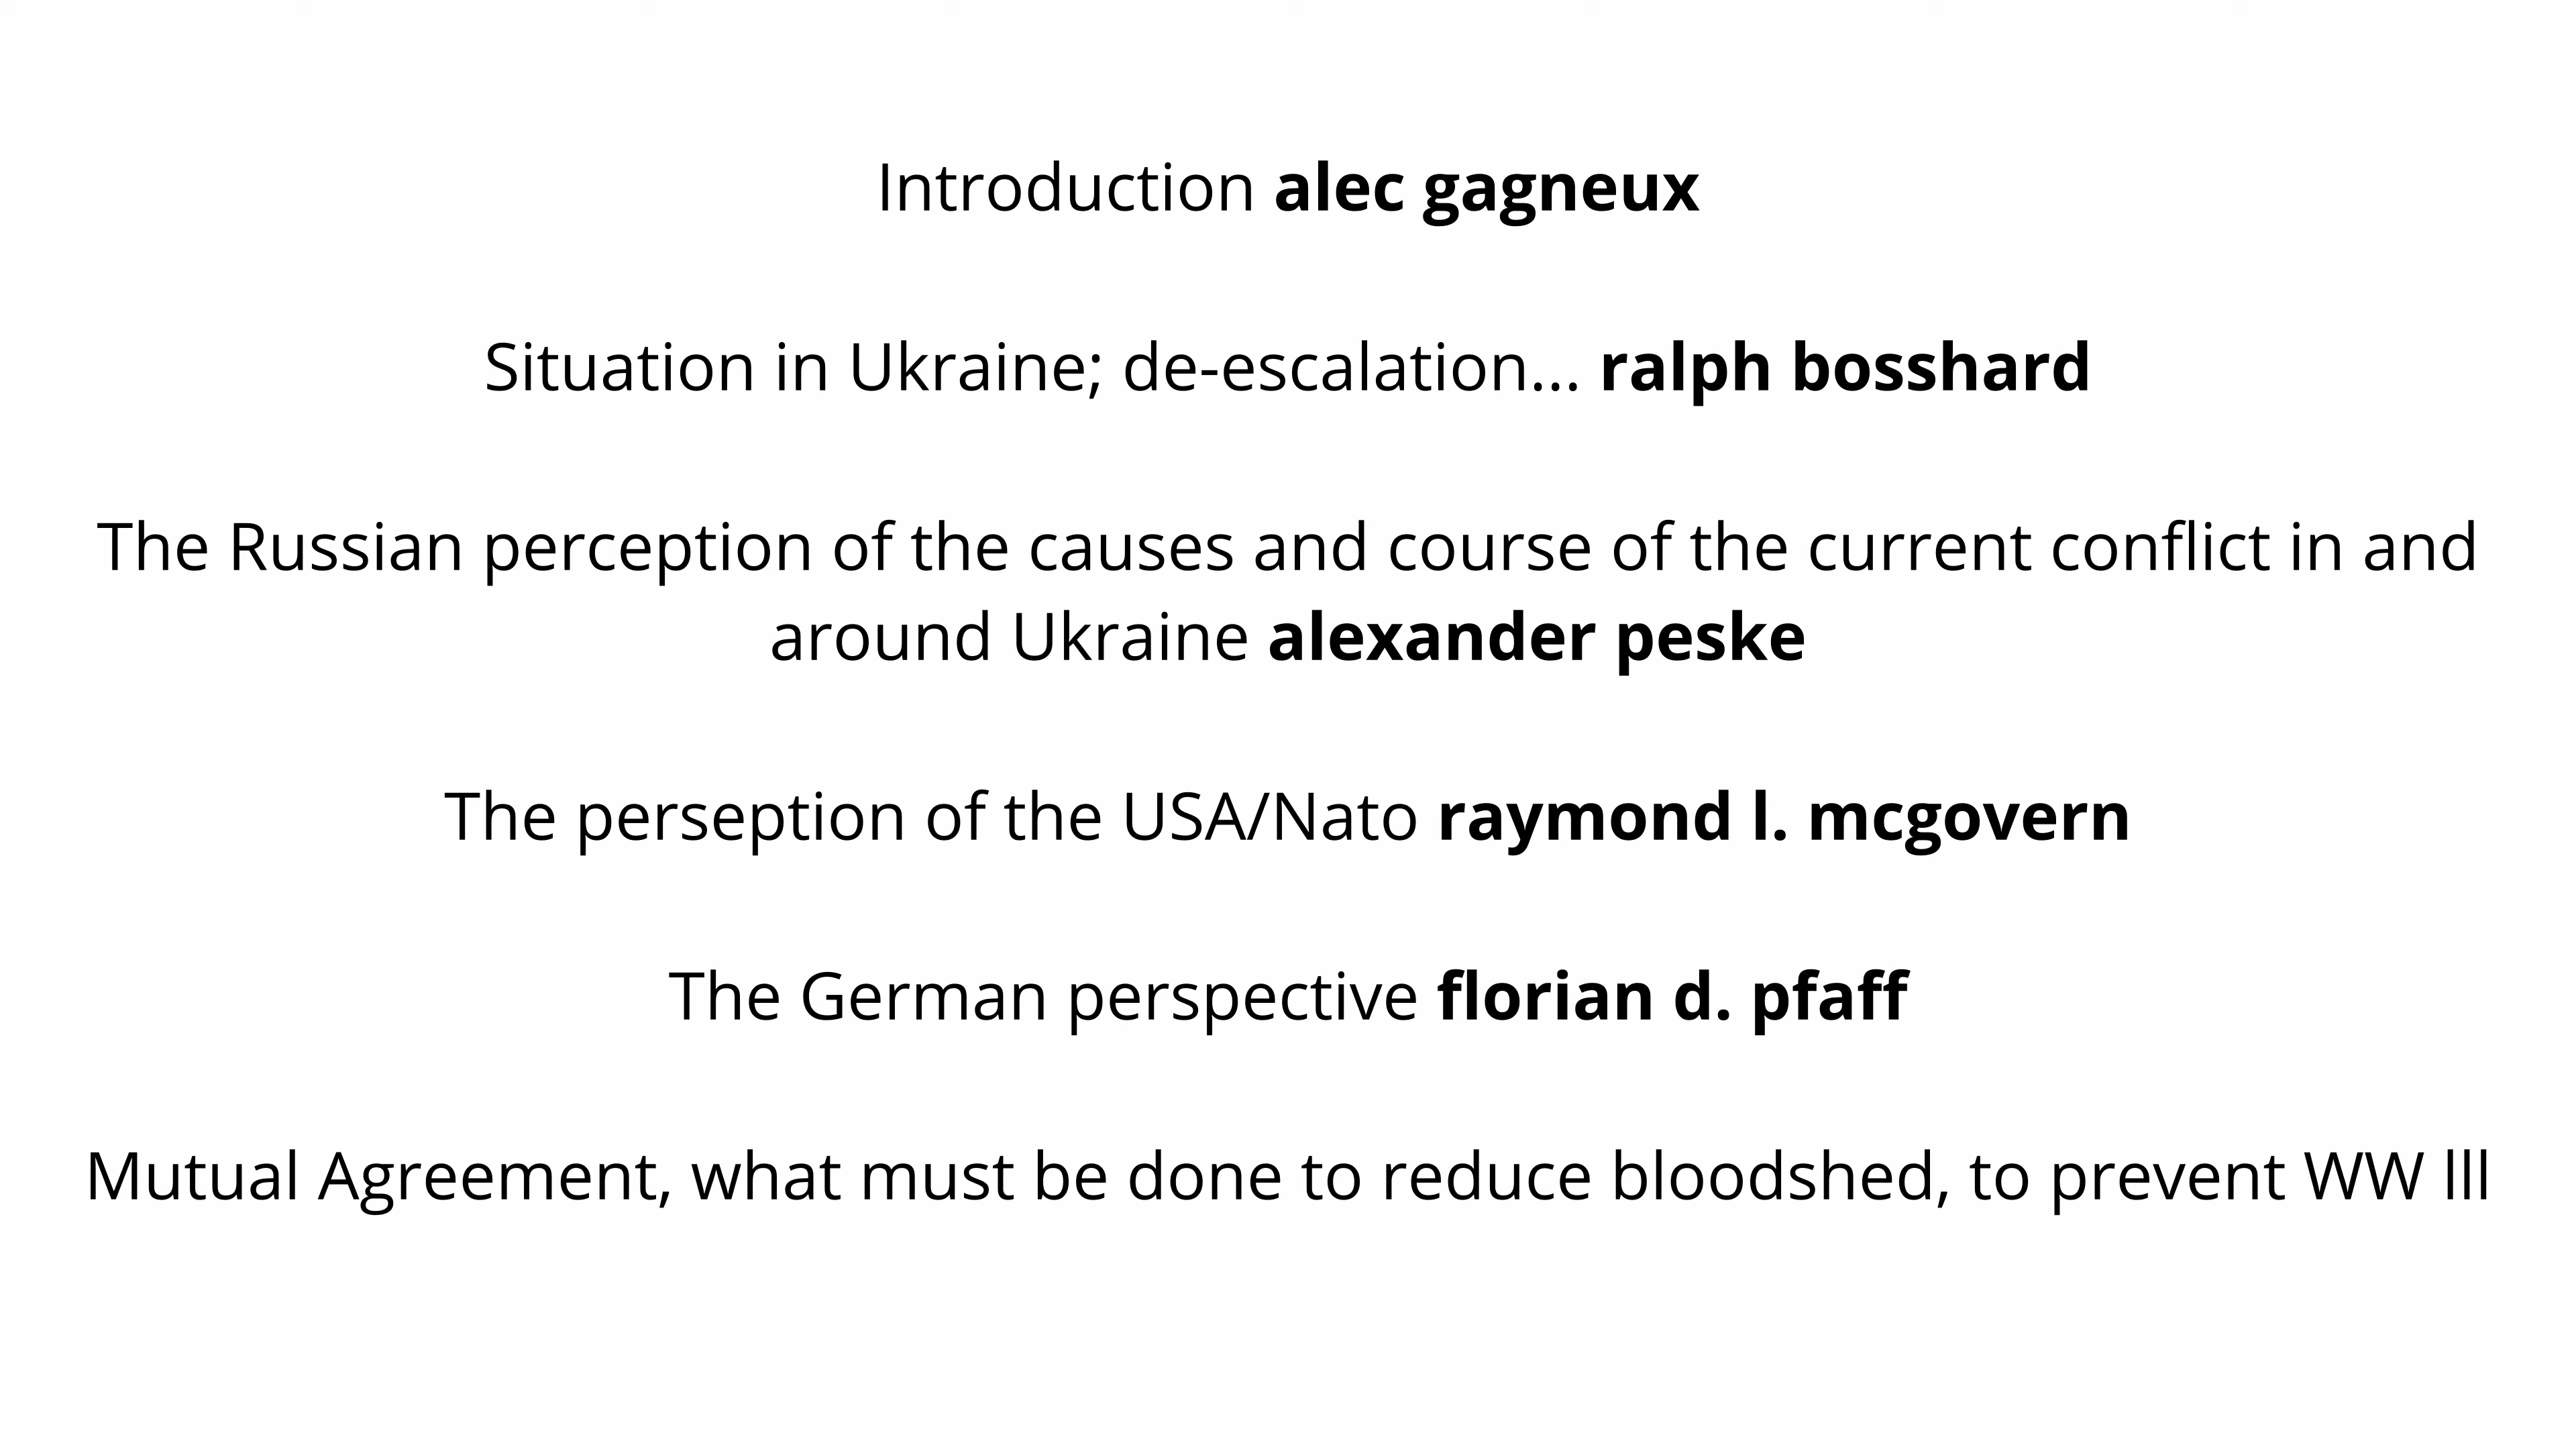 Introduction alec gagneux
Situation in Ukraine; de-escalation... ralph bosshard
The Russian perception of the causes and course of the current conflict in and
around Ukraine alexander peske
The perseption of the USA/Nato raymond l. mcgovern
The German perspective florian d. pfaff
Mutual Agreement, what must be done to reduce bloodshed, to prevent WW lll